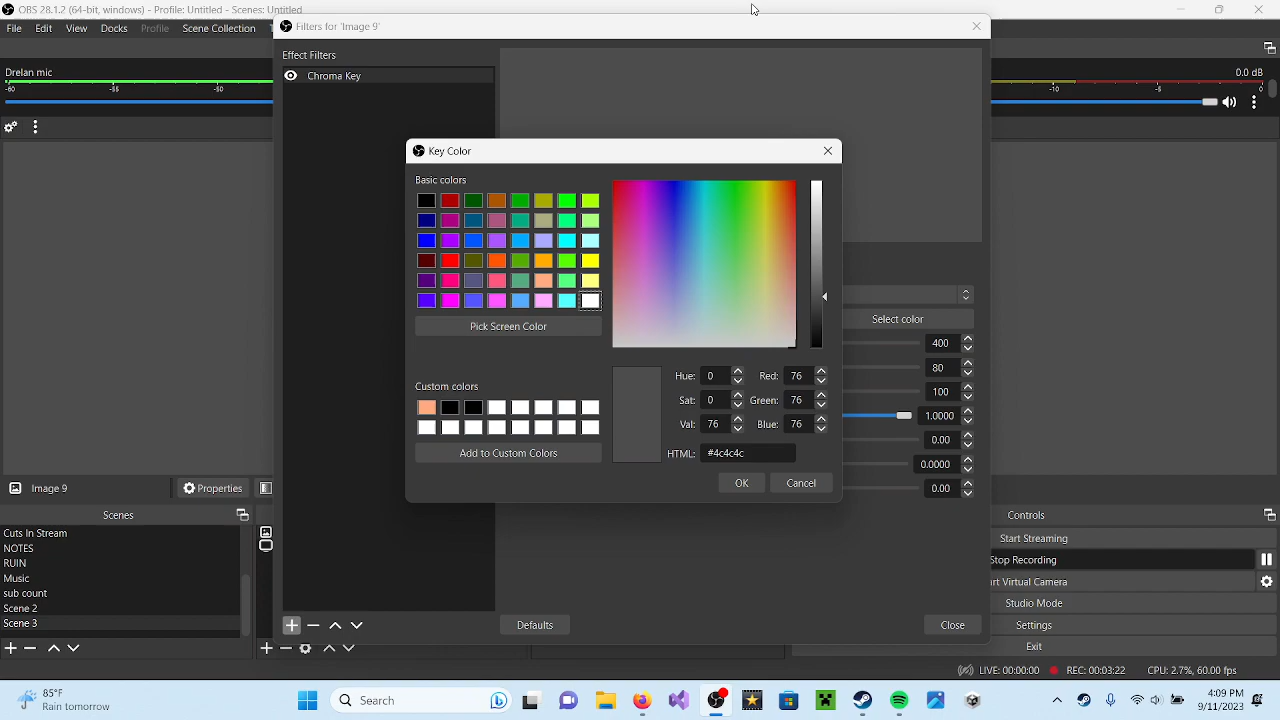 OBS 28.1.2 (64-bit, windows) - Profile: Untitled - Scenes: Untitled
File Edit View Docks Profile Scene Collection
Filters for 'Image 9'
Effect Filters
Chroma Key
Drelan mic
0.0 dB
-60 -55 -50 -10 -5 0
Key Color
Basic colors
Pick Screen Color
Custom colors
Add to Custom Colors
Hue: 0 Red: 76
Sat: 0 Green: 76
Val: 76 Blue: 76
HTML: #4c4c4c
OK Cancel
Select color
400
80
100
1.0000
0.00
0.0000
0.00
Image 9 Properties
Scenes
Cuts In Stream
NOTES
RUIN
Music
sub count
Scene 2
Scene 3
Defaults Close
Controls
Start Streaming
Stop Recording
rt Virtual Camera
Studio Mode
Settings
Exit
LIVE: 00:00:00 REC: 00:03:22 CPU: 2.7%, 60.00 fps
85°F
Rain tomorrow
Search
4:09 PM
9/11/2023